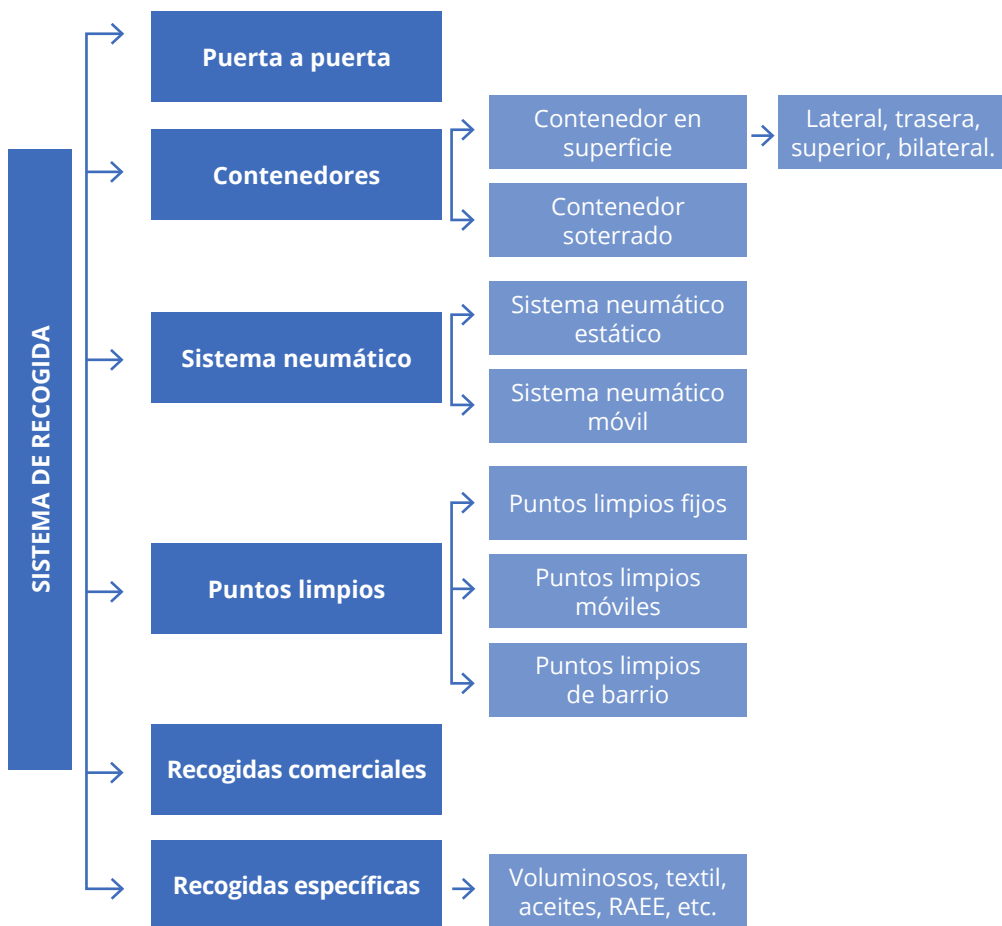 SISTEMA DE RECOGIDA
Puerta a puerta
Contenedores
Contenedor en
superficie
Lateral, trasera,
superior, bilateral.
Contenedor
soterrado
Sistema neumático
Sistema neumático
estático
Sistema neumático
móvil
Puntos limpios
Puntos limpios fijos
Puntos limpios
móviles
Puntos limpios
de barrio
Recogidas comerciales
Recogidas específicas
Voluminosos, textil,
aceites, RAEE, etc.